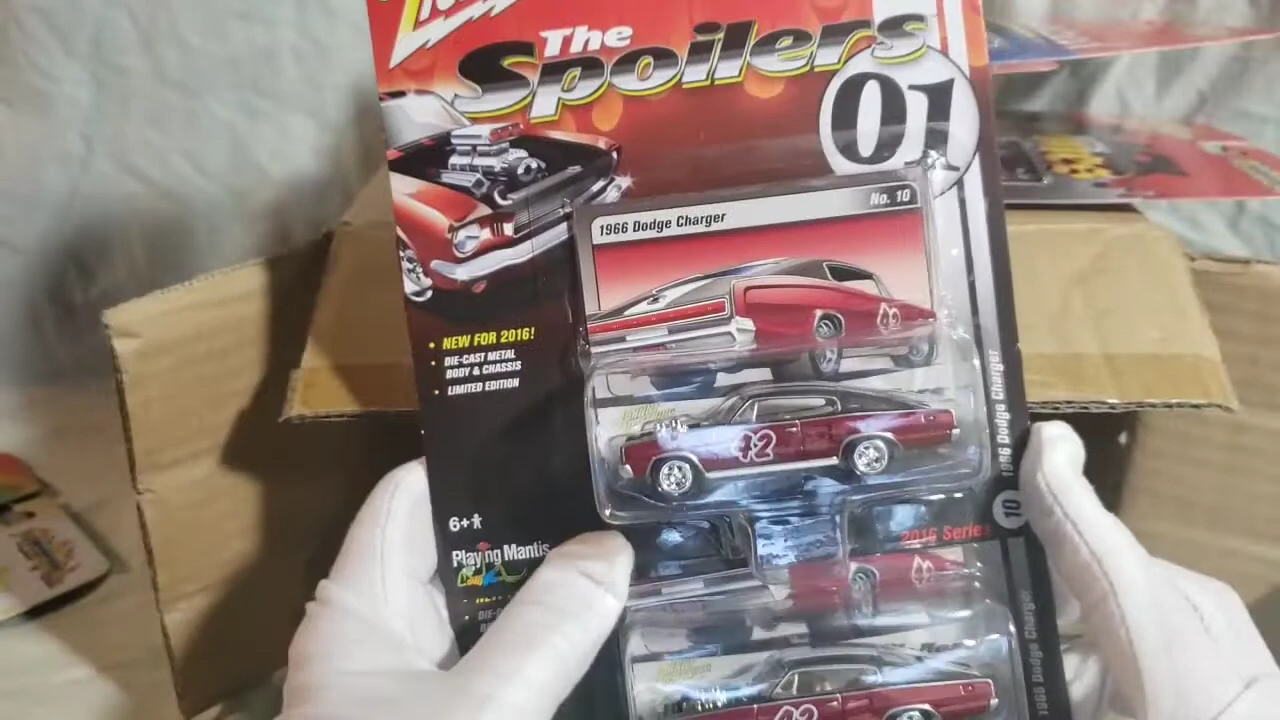 The
Spoilers
01
No. 10
1966 Dodge Charger
• NEW FOR 2016!
• DIE-CAST METAL
BODY & CHASSIS
• LIMITED EDITION
42
1966 Dodge Charger
10
6+
Playing Mantis
2016 Series
42
1966 Dodge Charger